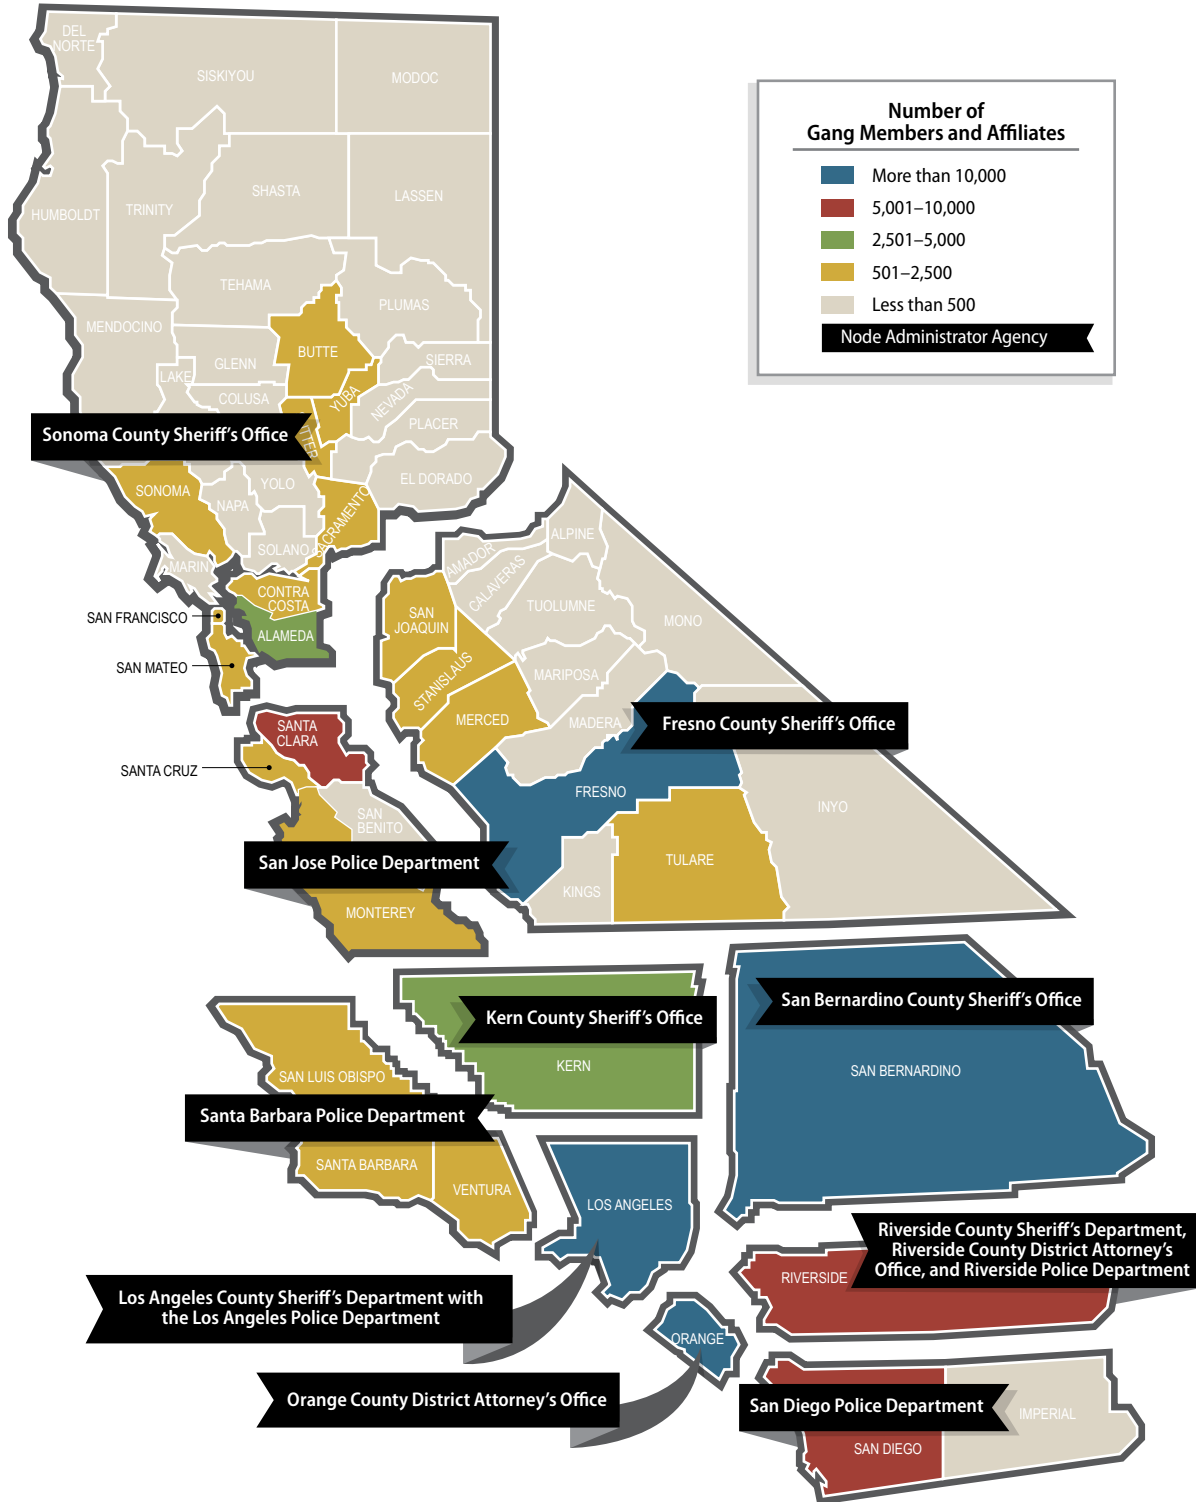 DEL
NORTE
SISKIYOU
MODOC
HUMBOLDT
TRINITY
SHASTA
LASSEN
TEHAMA
PLUMAS
MENDOCINO
BUTTE
GLENN
SIERRA
LAKE
COLUSA
YUBA
NEVADA
PLACER
Sonoma County Sheriff's Office
EL DORADO
SONOMA
NAPA
YOLO
SACRAMENTO
SOLANO
MARIN
CONTRA
COSTA
SAN FRANCISCO
ALAMEDA
SAN MATEO
Number of
Gang Members and Affiliates
More than 10,000
5,001–10,000
2,501–5,000
501–2,500
Less than 500
Node Administrator Agency
ALPINE
AMADOR
CALAVERAS
TUOLUMNE
MONO
SAN
JOAQUIN
STANISLAUS
MARIPOSA
MERCED
MADERA
Fresno County Sheriff's Office
FRESNO
INYO
TULARE
KINGS
SANTA
CLARA
SANTA CRUZ
SAN
BENITO
San Jose Police Department
MONTEREY
Kern County Sheriff's Office
KERN
San Bernardino County Sheriff's Office
SAN BERNARDINO
SAN LUIS OBISPO
Santa Barbara Police Department
SANTA BARBARA
VENTURA
LOS ANGELES
Los Angeles County Sheriff's Department with
the Los Angeles Police Department
Riverside County Sheriff's Department,
Riverside County District Attorney's
Office, and Riverside Police Department
RIVERSIDE
ORANGE
Orange County District Attorney's Office
San Diego Police Department
SAN DIEGO
IMPERIAL